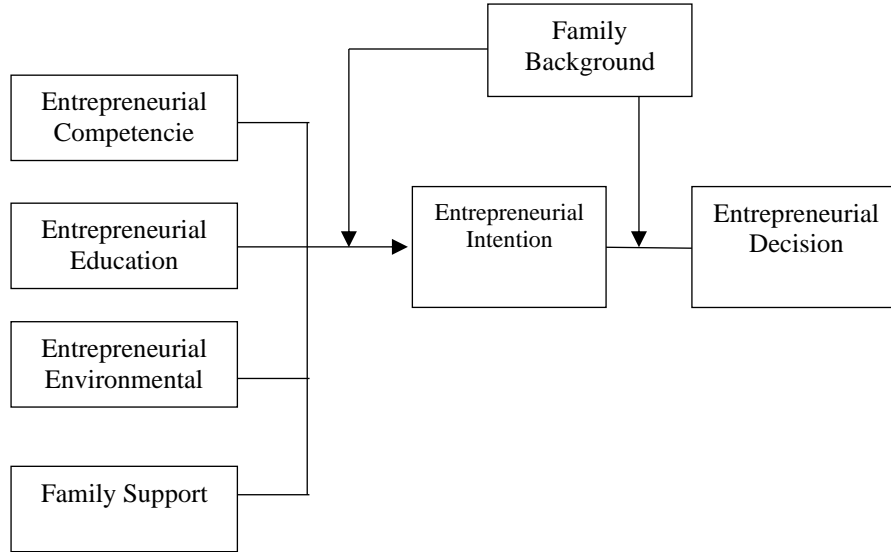 Family
Background
Entrepreneurial
Competencie
Entrepreneurial
Education
Entrepreneurial
Intention
Entrepreneurial
Decision
Entrepreneurial
Environmental
Family Support